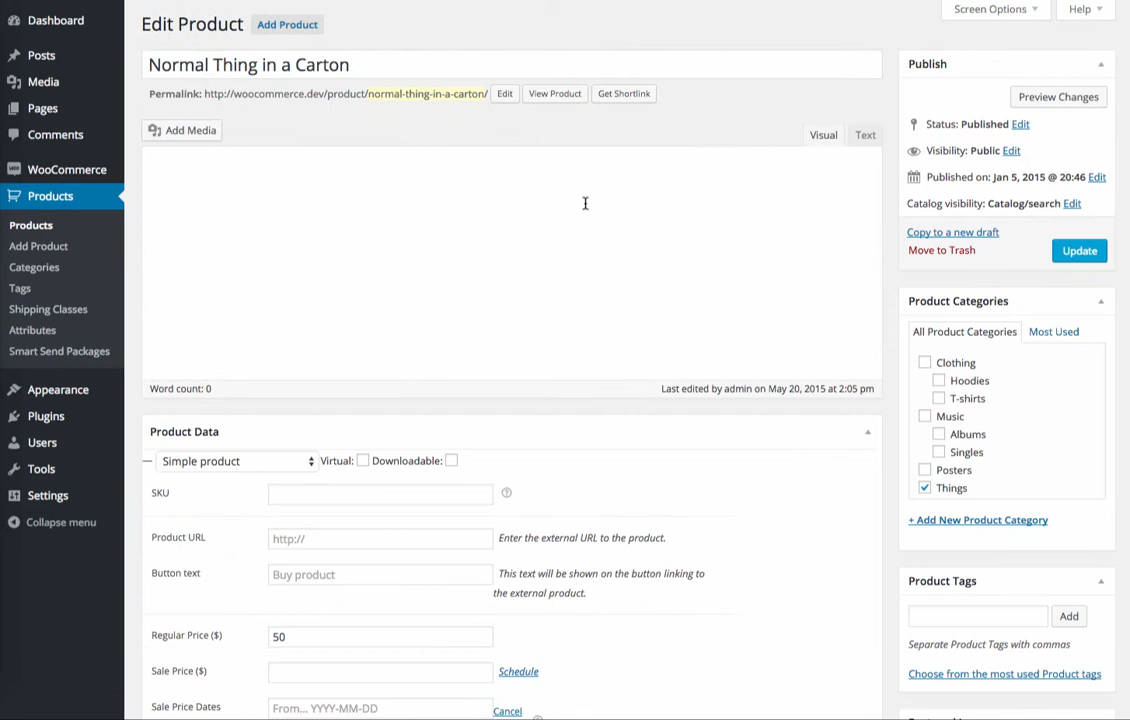 Dashboard
Posts
Media
Pages
Comments
WooCommerce
Products
Products
Add Product
Categories
Tags
Shipping Classes
Attributes
Smart Send Packages
Appearance
Plugins
Users
Tools
Settings
Collapse menu
Screen Options
Help
Edit Product
Add Product
Normal Thing in a Carton
Permalink: http://woocommerce.dev/product/normal-thing-in-a-carton/ Edit View Product Get Shortlink
Add Media
Visual Text
Word count: 0
Last edited by admin on May 20, 2015 at 2:05 pm
Product Data
Simple product Virtual: Downloadable:
SKU
Product URL http:// Enter the external URL to the product.
Button text Buy product This text will be shown on the button linking to
the external product.
Regular Price ($) 50
Sale Price ($) Schedule
Sale Price Dates From... YYYY-MM-DD Cancel
Publish
Preview Changes
Status: Published Edit
Visibility: Public Edit
Published on: Jan 5, 2015 @ 20:46 Edit
Catalog visibility: Catalog/search Edit
Copy to a new draft
Move to Trash
Update
Product Categories
All Product Categories Most Used
Clothing
Hoodies
T-shirts
Music
Albums
Singles
Posters
Things
+ Add New Product Category
Product Tags
Add
Separate Product Tags with commas
Choose from the most used Product tags